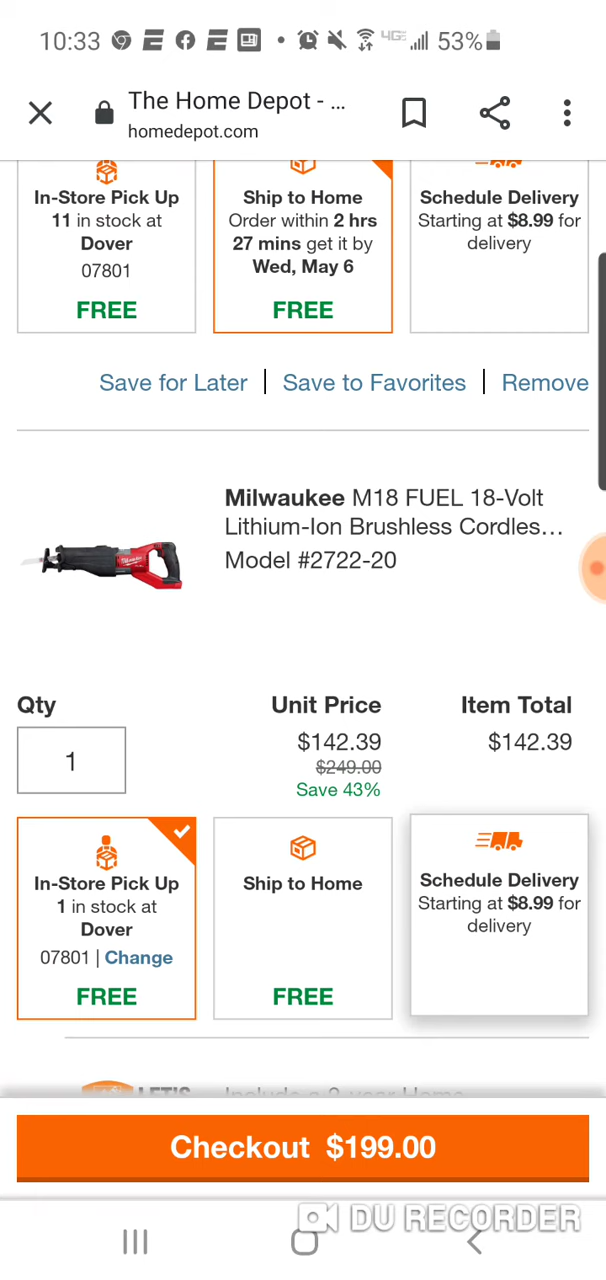 10:33 53%
The Home Depot - ...
homedepot.com
In-Store Pick Up
11 in stock at
Dover
07801
FREE
Ship to Home
Order within 2 hrs
27 mins get it by
Wed, May 6
FREE
Schedule Delivery
Starting at $8.99 for
delivery
Save for Later | Save to Favorites | Remove
Milwaukee M18 FUEL 18-Volt
Lithium-Ion Brushless Cordles...
Model #2722-20
Qty
1
Unit Price
$142.39
$249.00
Save 43%
Item Total
$142.39
In-Store Pick Up
1 in stock at
Dover
07801 | Change
FREE
Ship to Home
FREE
Schedule Delivery
Starting at $8.99 for
delivery
Checkout $199.00
DU RECORDER